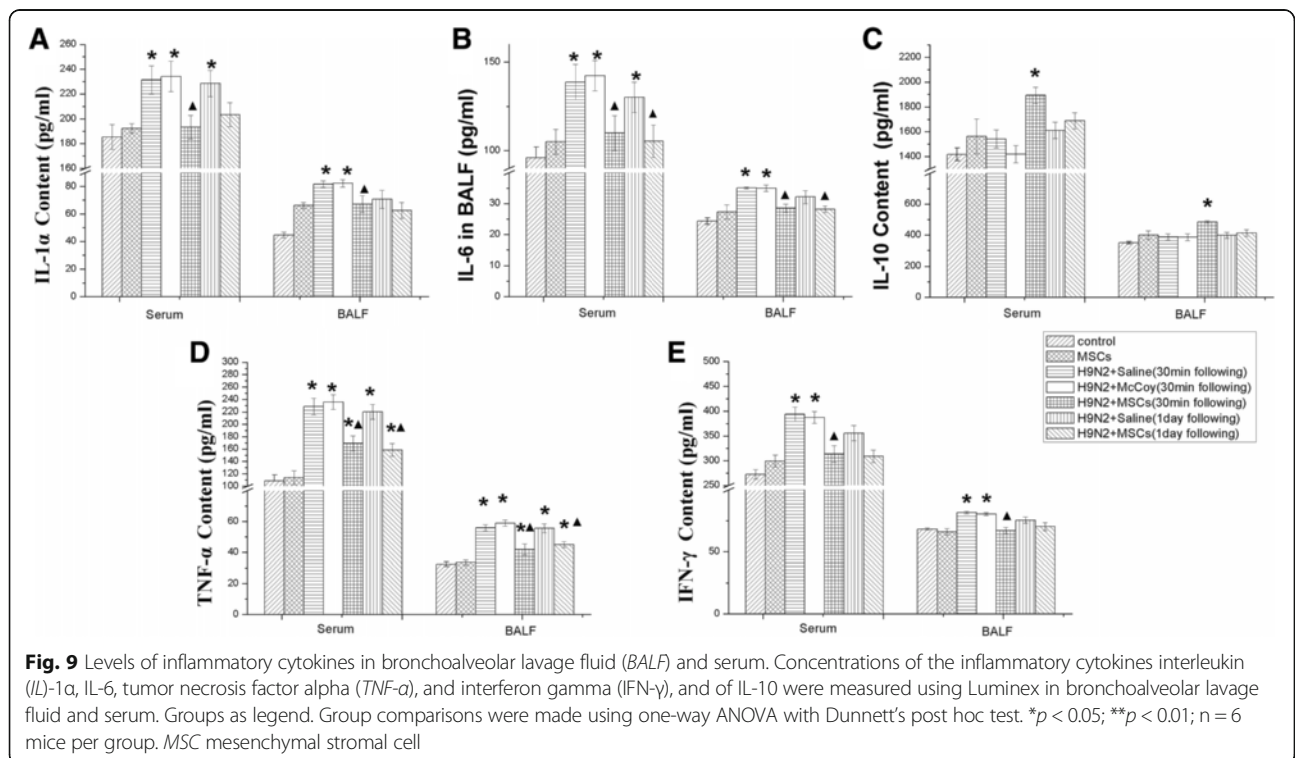 A
IL-1α Content (pg/ml)
260
240
220
200
180
160
80
60
40
20
0
* * * ▲
* * ▲
Serum BALF
B
IL-6 in BALF (pg/ml)
150
100
30
15
0
* * * ▲ ▲
* * ▲ ▲
Serum BALF
C
IL-10 Content (pg/ml)
2200
2000
1800
1600
1400
600
400
200
0
*
*
Serum BALF
D
TNF-α Content (pg/ml)
300
280
260
240
220
200
180
160
140
120
100
60
40
20
0
* * *▲ * *▲
* * *▲ * *▲
Serum BALF
E
IFN-γ Content (pg/ml)
500
450
400
350
300
250
50
0
* * ▲
* * ▲
Serum BALF
control
MSCs
H9N2+Saline(30min following)
H9N2+McCoy(30min following)
H9N2+MSCs(30min following)
H9N2+Saline(1day following)
H9N2+MSCs(1day following)
Fig. 9 Levels of inflammatory cytokines in bronchoalveolar lavage fluid (BALF) and serum. Concentrations of the inflammatory cytokines interleukin
(IL)-1α, IL-6, tumor necrosis factor alpha (TNF-α), and interferon gamma (IFN-γ), and of IL-10 were measured using Luminex in bronchoalveolar lavage
fluid and serum. Groups as legend. Group comparisons were made using one-way ANOVA with Dunnett's post hoc test. *p < 0.05; **p < 0.01; n = 6
mice per group. MSC mesenchymal stromal cell